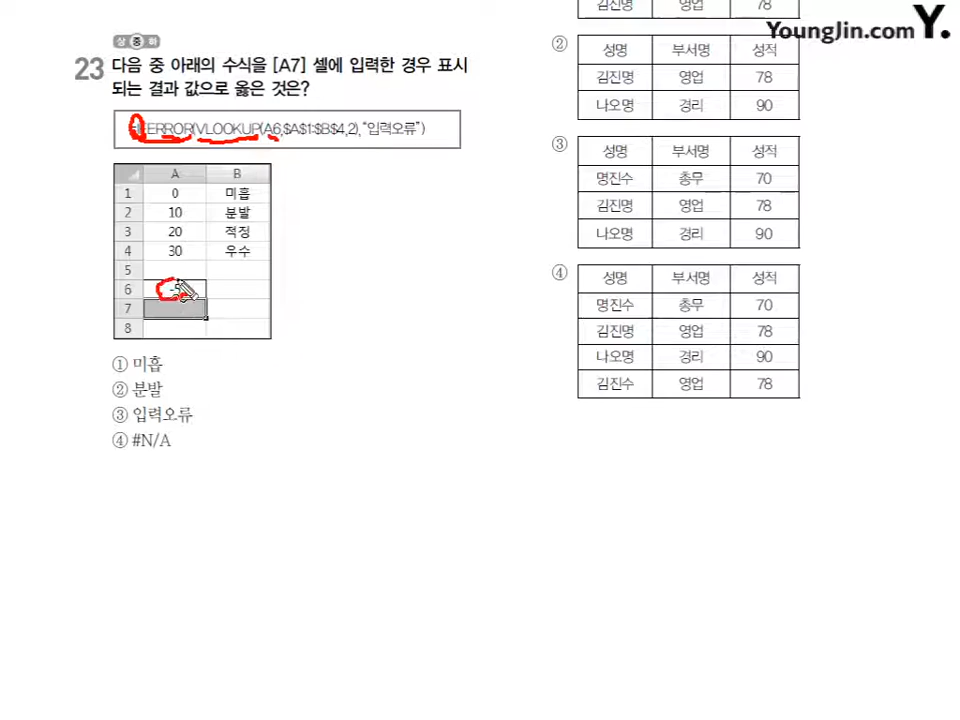 상 중 하
23 다음 중 아래의 수식을 [A7] 셀에 입력한 경우 표시
되는 결과 값으로 옳은 것은?
=IFERROR(VLOOKUP(A6,$A$1:$B$4,2),"입력오류")
A B
1 0 미흡
2 10 분발
3 20 적정
4 30 우수
5
6 -5
7
8
① 미흡
② 분발
③ 입력오류
④ #N/A
김진명 영업 78
YoungJin.com Y.
② 성명 부서명 성적
김진명 영업 78
나오명 경리 90
③ 성명 부서명 성적
명진수 총무 70
김진명 영업 78
나오명 경리 90
④ 성명 부서명 성적
명진수 총무 70
김진명 영업 78
나오명 경리 90
김진수 영업 78